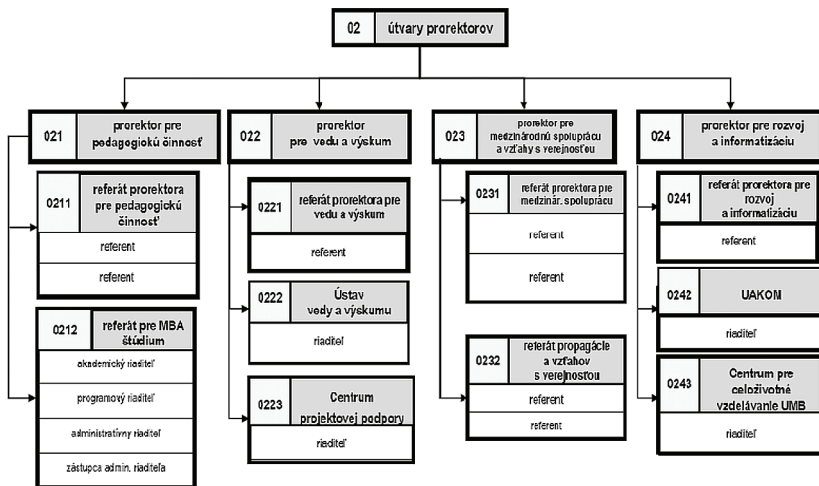 02 útvary prorektorov
021 prorektor pre
pedagogickú činnosť
0211 referát prorektora
pre pedagogickú
činnosť
referent
referent
0212 referát pre MBA
štúdium
akademický riaditeľ
programový riaditeľ
administratívny riaditeľ
zástupca admin. riaditeľa
022 prorektor
pre vedu a výskum
0221 referát prorektora pre
vedu a výskum
referent
0222 Ústav
vedy a výskumu
riaditeľ
0223 Centrum
projektovej podpory
riaditeľ
023 prorektor pre
medzinárodnú spoluprácu
a vzťahy s verejnosťou
0231 referát prorektora pre
medzinár. spoluprácu
referent
referent
0232 referát propagácie
a vzťahov
s verejnosťou
referent
referent
024 prorektor pre rozvoj
a informatizáciu
0241 referát prorektora pre
rozvoj
a informatizáciu
referent
0242 UAKOM
riaditeľ
0243 Centrum pre
celoživotné
vzdelávanie UMB
riaditeľ